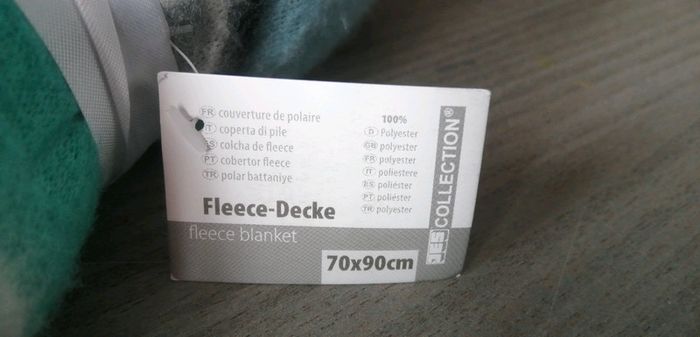 FR couverture de polaire
IT coperta di pile
ES colcha de fleece
PT cobertor fleece
TR polar battaniye
100%
D Polyester
GB polyester
FR polyester
IT poliestere
ES poliéster
PT poliéster
TR polyester
Fleece-Decke
fleece blanket
70x90cm
JES COLLECTION®